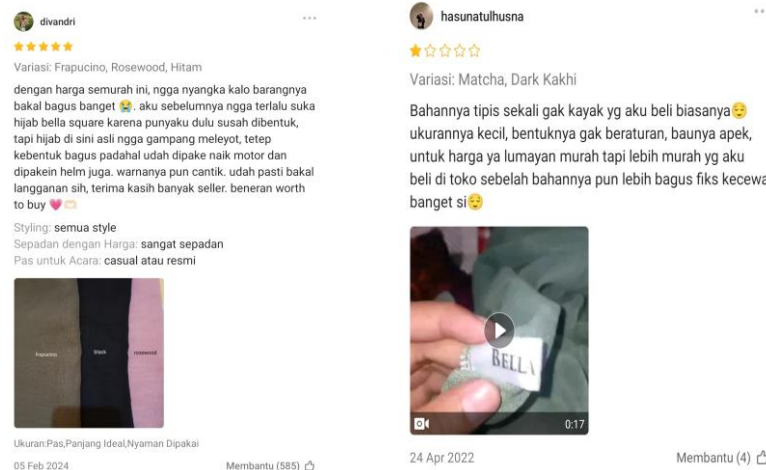 divandri
Variasi: Frapucino, Rosewood, Hitam
dengan harga semurah ini, ngga nyangka kalo barangnya
bakal bagus banget 😭. aku sebelumnya ngga terlalu suka
hijab bella square karena punyaku dulu susah dibentuk,
tapi hijab di sini asli ngga gampang meleyot, tetep
kebentuk bagus padahal udah dipake naik motor dan
dipakein helm juga. warnanya pun cantik. udah pasti bakal
langganan sih, terima kasih banyak seller. beneran worth
to buy 💗🫶🏻
Styling: semua style
Sepadan dengan Harga: sangat sepadan
Pas untuk Acara: casual atau resmi
frapucino
black
rosewood
Ukuran:Pas,Panjang Ideal,Nyaman Dipakai
05 Feb 2024
Membantu (585)
hasunatulhusna
Variasi: Matcha, Dark Kakhi
Bahannya tipis sekali gak kayak yg aku beli biasanya😌
ukurannya kecil, bentuknya gak beraturan, baunya apek,
untuk harga ya lumayan murah tapi lebih murah yg aku
beli di toko sebelah bahannya pun lebih bagus fiks kecewa
banget si😌
BELLA
0:17
24 Apr 2022
Membantu (4)